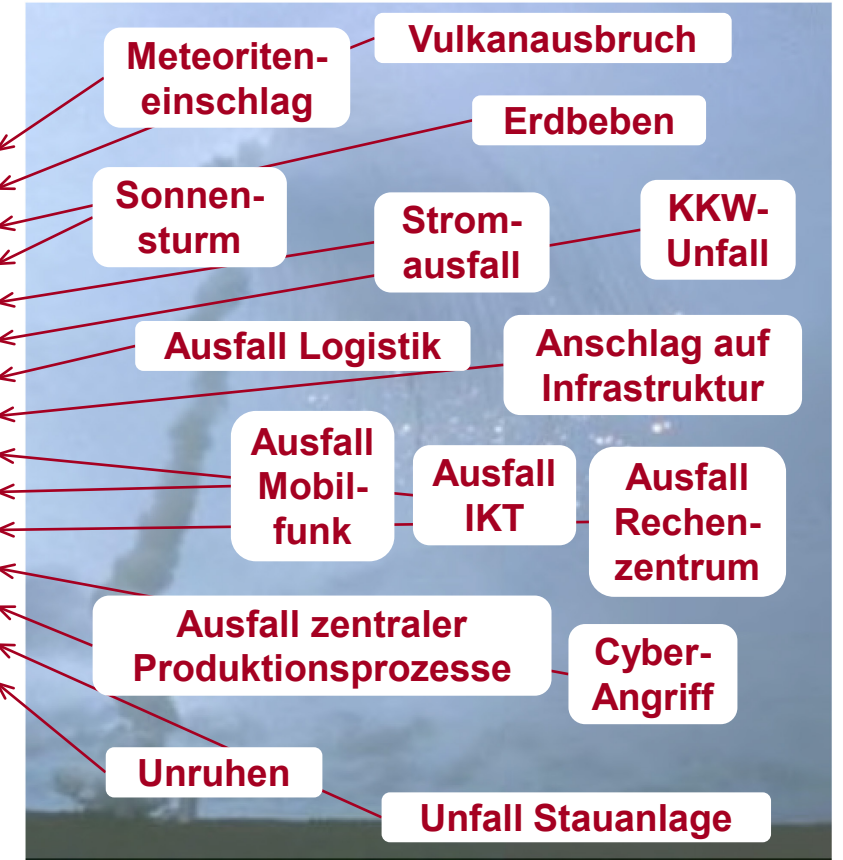 Vulkanausbruch
Meteoriten-
einschlag
Erdbeben
Sonnen-
sturm
Strom-
ausfall
KKW-
Unfall
Ausfall Logistik
Anschlag auf
Infrastruktur
Ausfall
Mobil-
funk
Ausfall
IKT
Ausfall
Rechen-
zentrum
Ausfall zentraler
Produktionsprozesse
Cyber-
Angriff
Unruhen
Unfall Stauanlage